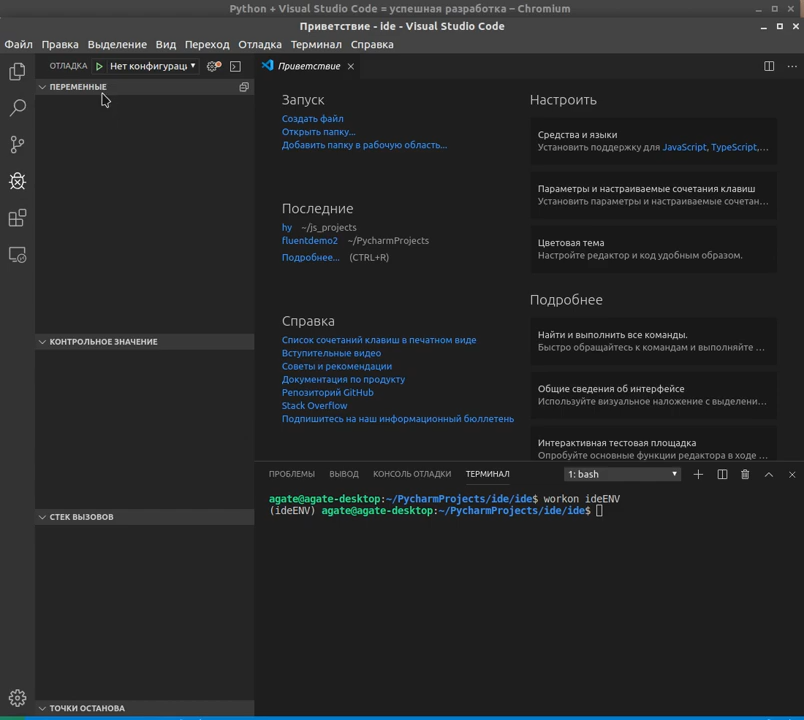 Python + Visual Studio Code = успешная разработка – Chromium
Приветствие - ide - Visual Studio Code
Файл Правка Выделение Вид Переход Отладка Терминал Справка
ОТЛАДКА Нет конфигурац
Приветствие
ПЕРЕМЕННЫЕ
КОНТРОЛЬНОЕ ЗНАЧЕНИЕ
СТЕК ВЫЗОВОВ
ТОЧКИ ОСТАНОВА
Запуск
Создать файл
Открыть папку...
Добавить папку в рабочую область...
Последние
hy ~/js_projects
fluentdemo2 ~/PycharmProjects
Подробнее... (CTRL+R)
Справка
Список сочетаний клавиш в печатном виде
Вступительные видео
Советы и рекомендации
Документация по продукту
Репозиторий GitHub
Stack Overflow
Подпишитесь на наш информационный бюллетень
Настроить
Средства и языки
Установить поддержку для JavaScript, TypeScript,...
Параметры и настраиваемые сочетания клавиш
Установить параметры и настраиваемые сочетан...
Цветовая тема
Настройте редактор и код удобным образом.
Подробнее
Найти и выполнить все команды.
Быстро обращайтесь к командам и выполняйте ...
Общие сведения об интерфейсе
Используйте визуальное наложение с выделени...
Интерактивная тестовая площадка
Опробуйте основные функции редактора в ходе ...
ПРОБЛЕМЫ ВЫВОД КОНСОЛЬ ОТЛАДКИ ТЕРМИНАЛ 1: bash
agate@agate-desktop:~/PycharmProjects/ide/ide$ workon ideENV
(ideENV) agate@agate-desktop:~/PycharmProjects/ide/ide$